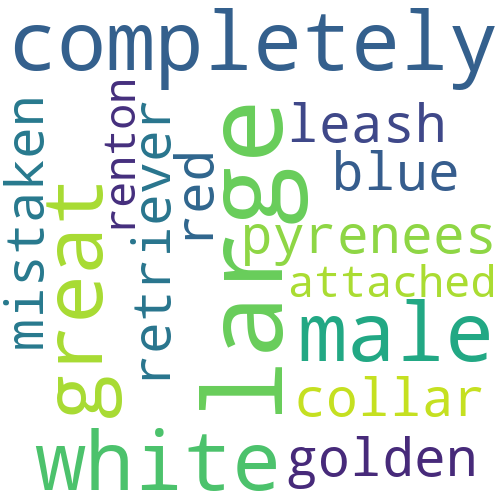 completely
mistaken
great
renton
retriever
red
large
leash
blue
pyrenees
attached
male
collar
white
golden